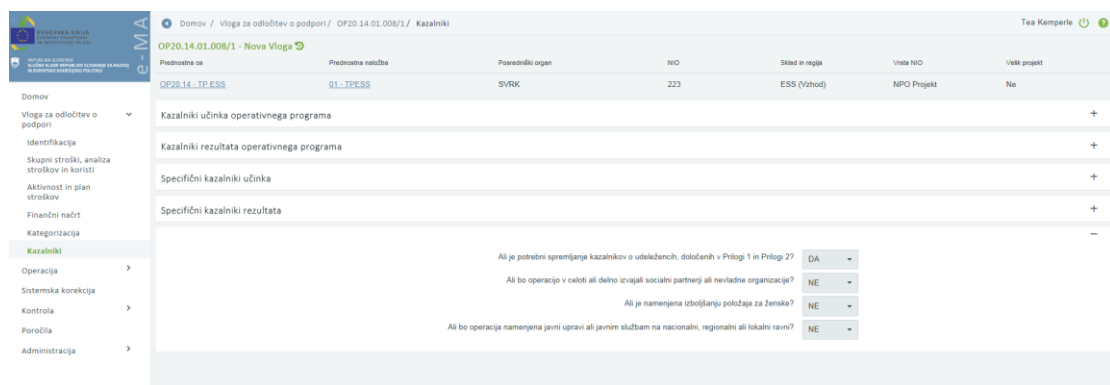 EVROPSKA UNIJA
e - MA
Domov / Vloga za odločitev o podpori / OP20.14.01.008/1 / Kazalniki
Tea Kemperle
OP20.14.01.008/1 - Nova Vloga
Prednostna os Prednostna naložba Posredniški organ NIO Sklad in regije Vrsta NIO Velik projekt
OP20.14 - TP ESS 01 - TPESS SVRK 223 ESS (Vzhod) NPO Projekt Ne
Domov
Vloga za odločitev o
podpori
Identifikacija
Skupni stroški, analiza
stroškov in koristi
Aktivnost in plan
stroškov
Finančni načrt
Kategorizacija
Kazalniki
Operacija
Sistemska korekcija
Kontrola
Poročila
Administracija
Kazalniki učinka operativnega programa +
Kazalniki rezultata operativnega programa +
Specifični kazalniki učinka +
Specifični kazalniki rezultata +
−
Ali je potrebni spremljanje kazalnikov o udeležencih, določenih v Prilogi 1 in Prilogi 2? DA
Ali bo operacijo v celoti ali delno izvajali socialni partnerji ali nevladne organizacije? NE
Ali je namenjena izboljšanju položaja za ženske? NE
Ali bo operacija namenjena javni upravi ali javnim službam na nacionalni, regionalni ali lokalni ravni? NE